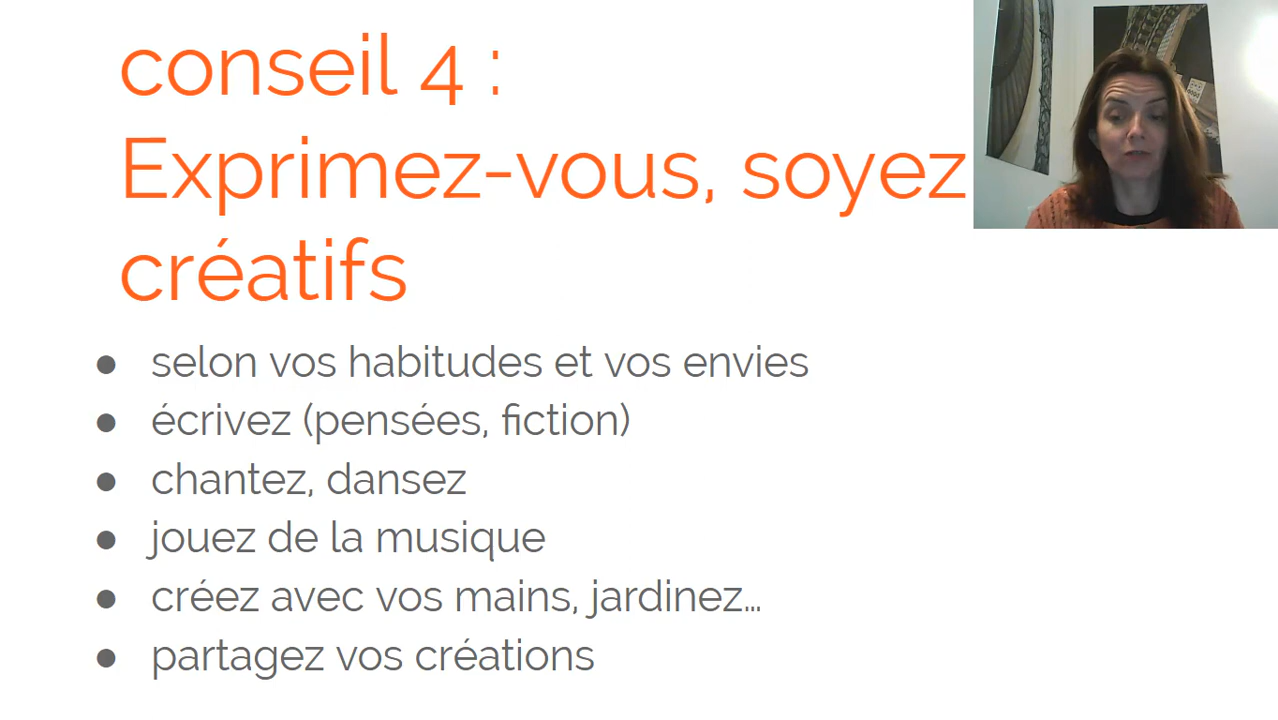 conseil 4 :
Exprimez-vous, soyez
créatifs
● selon vos habitudes et vos envies
● écrivez (pensées, fiction)
● chantez, dansez
● jouez de la musique
● créez avec vos mains, jardinez...
● partagez vos créations